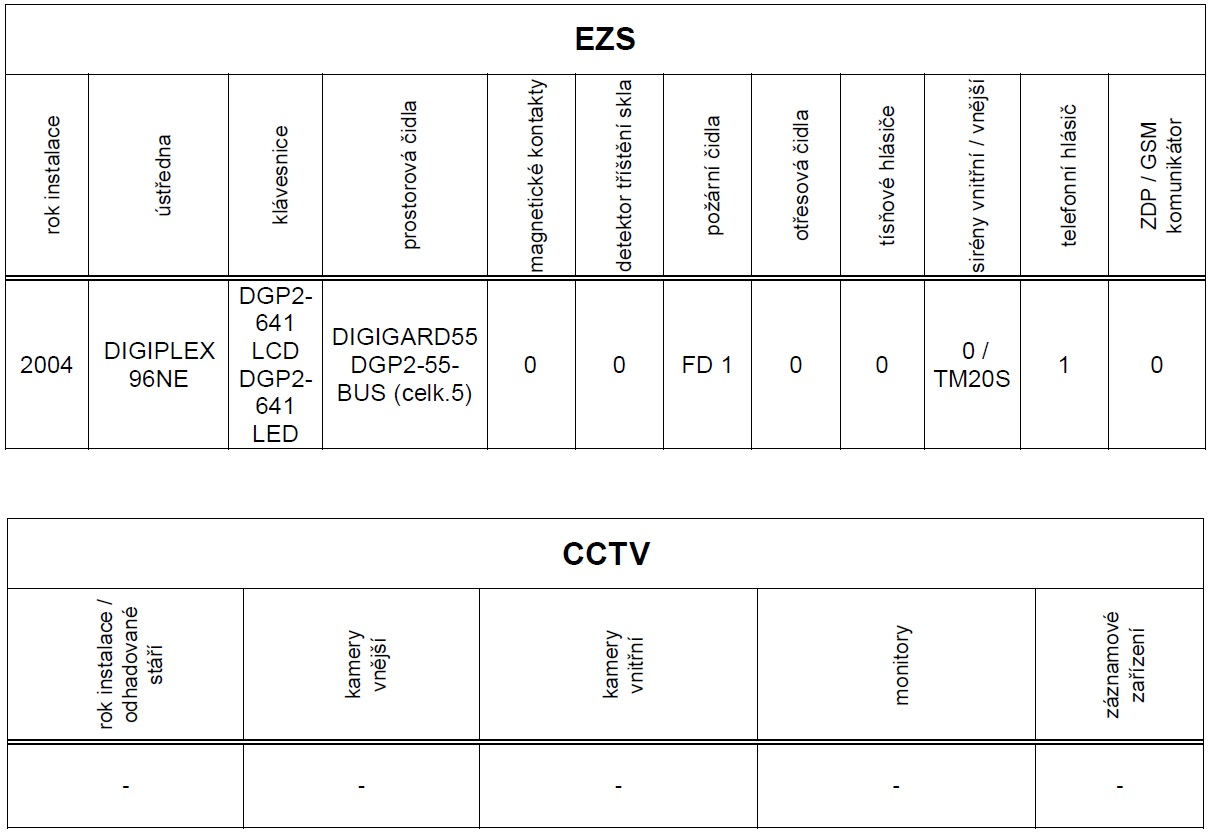 EZS
rok instalace
ústředna
klávesnice
prostorová čidla
magnetické kontakty
detektor tříštění skla
požární čidla
otřesová čidla
tísňové hlásiče
sirény vnitřní / vnější
telefonní hlásič
ZDP / GSM
komunikátor
2004
DIGIPLEX
96NE
DGP2-
641
LCD
DGP2-
641
LED
DIGIGARD55
DGP2-55-
BUS (celk.5)
0
0
FD 1
0
0
0 /
TM20S
1
0
CCTV
rok instalace /
odhadované
stáří
kamery
vnější
kamery
vnitřní
monitory
záznamové
zařízení
-
-
-
-
-